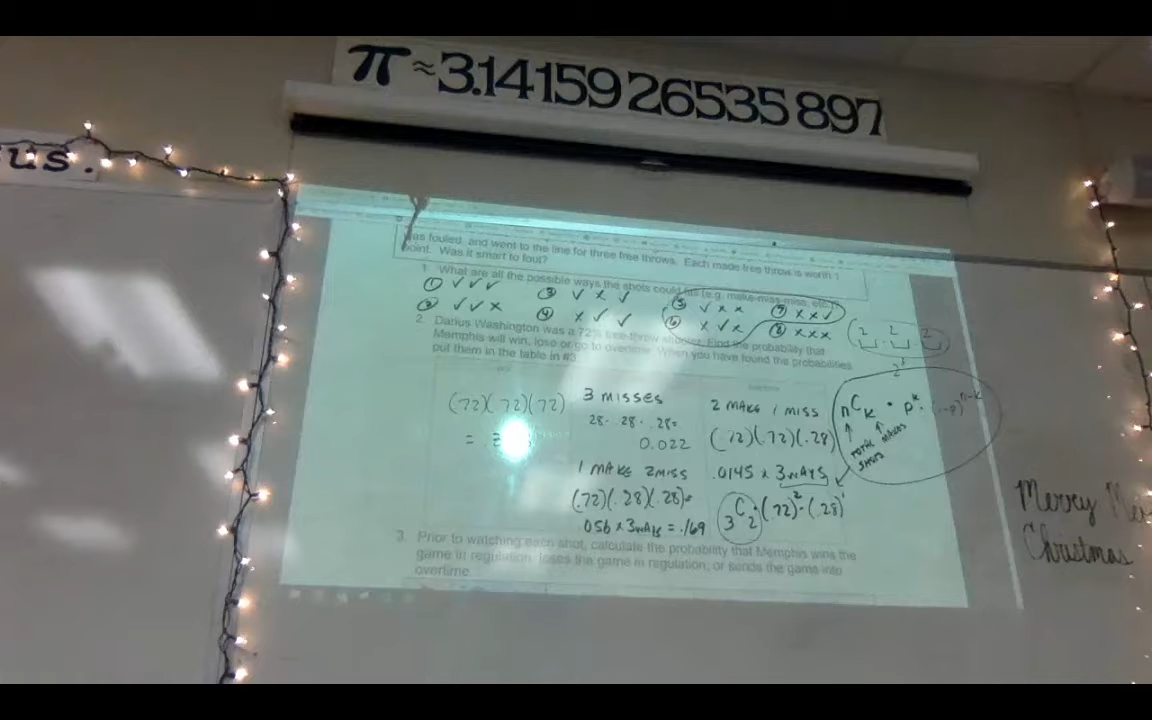 π ≈3.14159 26535 897
us.
was fouled, and went to the line for three free throws. Each made free throw is worth 1
point. Was it smart to foul?
1. What are all the possible ways the shots could fall (e.g. make-miss-miss, etc.)
① ✓✓✓ ③ ✓ x ✓ ⑤ ✓ x x ⑦ x x ✓
② ✓✓x ④ x ✓ ✓ ⑥ x ✓ x ⑧ x x x
2 · 2 · 2
2³
2. Darius Washington was a 72% free-throw shooter. Find the probability that
Memphis will win, lose or go to overtime. When you have found the probabilities
put them in the table in #3
(.72)(.72)(.72)
=
3 MISSES
.28 · .28 · .28=
0.022
1 MAKE 2 MISS
(.72)(.28)(.28)=
.056 x 3 WAYS = .169
2 MAKE 1 MISS
(.72)(.72)(.28)
.0145 x 3 WAYS
₃C₂ · (.72)² · (.28)¹
nCk · p^k · (1-p)^n-k
TOTAL SHOTS
MAKES
3. Prior to watching each shot, calculate the probability that Memphis wins the
game in regulation, loses the game in regulation, or sends the game into
overtime.
Merry
Christmas